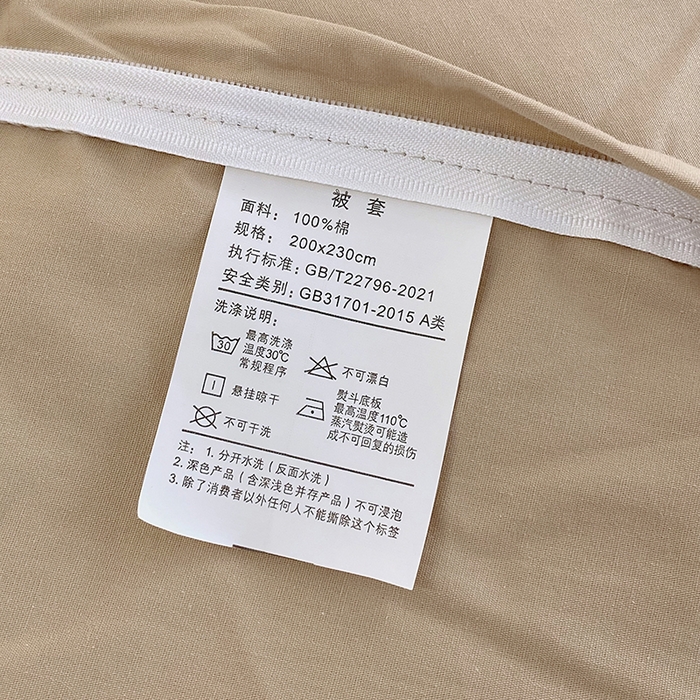 被套
面料: 100%棉
规格: 200x230cm
执行标准: GB/T22796-2021
安全类别: GB31701-2015 A类
洗涤说明:
30
最高洗涤
温度30℃
常规程序
不可漂白
悬挂晾干
熨斗底板
最高温度110℃
蒸汽熨烫可能造
成不可回复的损伤
不可干洗
注: 1. 分开水洗(反面水洗)
2. 深色产品(含深浅色并存产品)不可浸泡
3. 除了消费者以外任何人不能撕除这个标签